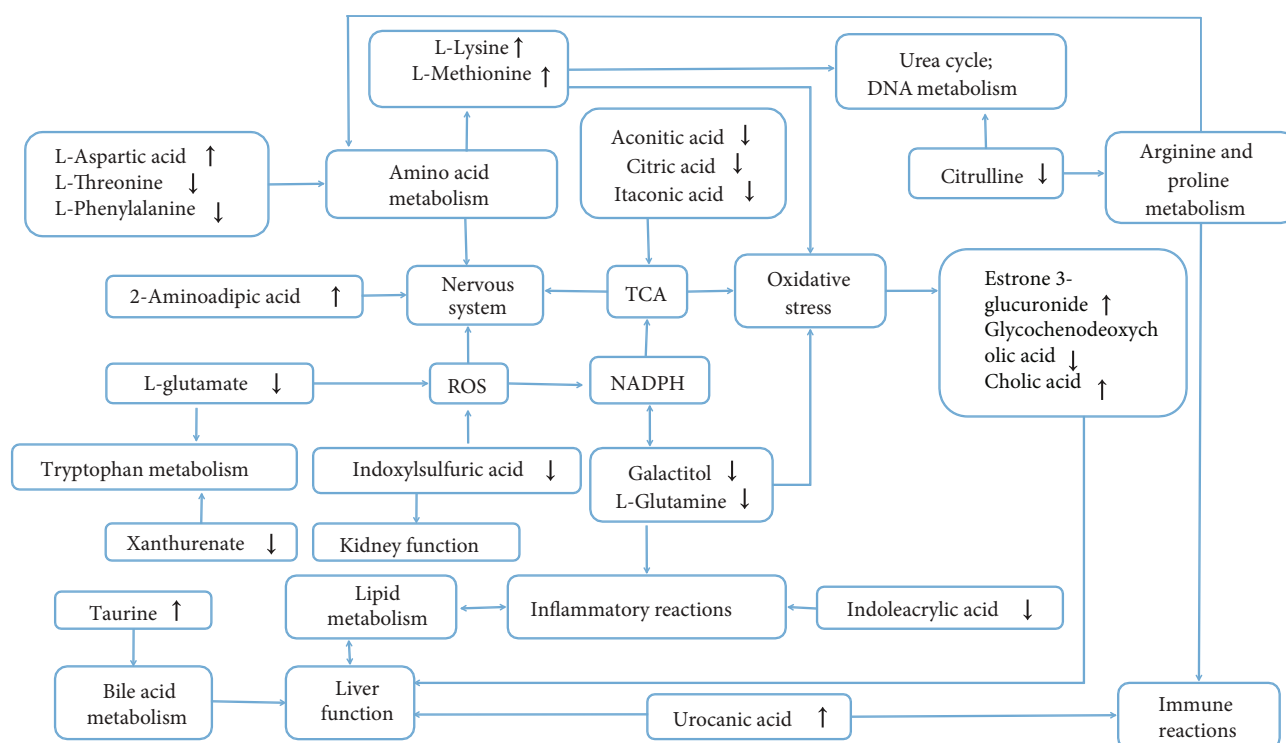 L-Lysine ↑
L-Methionine ↑
Urea cycle;
DNA metabolism
L-Aspartic acid ↑
L-Threonine ↓
L-Phenylalanine ↓
Amino acid
metabolism
Aconitic acid ↓
Citric acid ↓
Itaconic acid ↓
Citrulline ↓
Arginine and
proline
metabolism
2-Aminoadipic acid ↑
Nervous
system
TCA
Oxidative
stress
Estrone 3-
glucuronide ↑
Glycochenodeoxych
olic acid ↓
Cholic acid ↑
L-glutamate ↓
ROS
NADPH
Tryptophan metabolism
Indoxylsulfuric acid ↓
Galactitol ↓
L-Glutamine ↓
Xanthurenate ↓
Kidney function
Taurine ↑
Lipid
metabolism
Inflammatory reactions
Indoleacrylic acid ↓
Bile acid
metabolism
Liver
function
Urocanic acid ↑
Immune
reactions